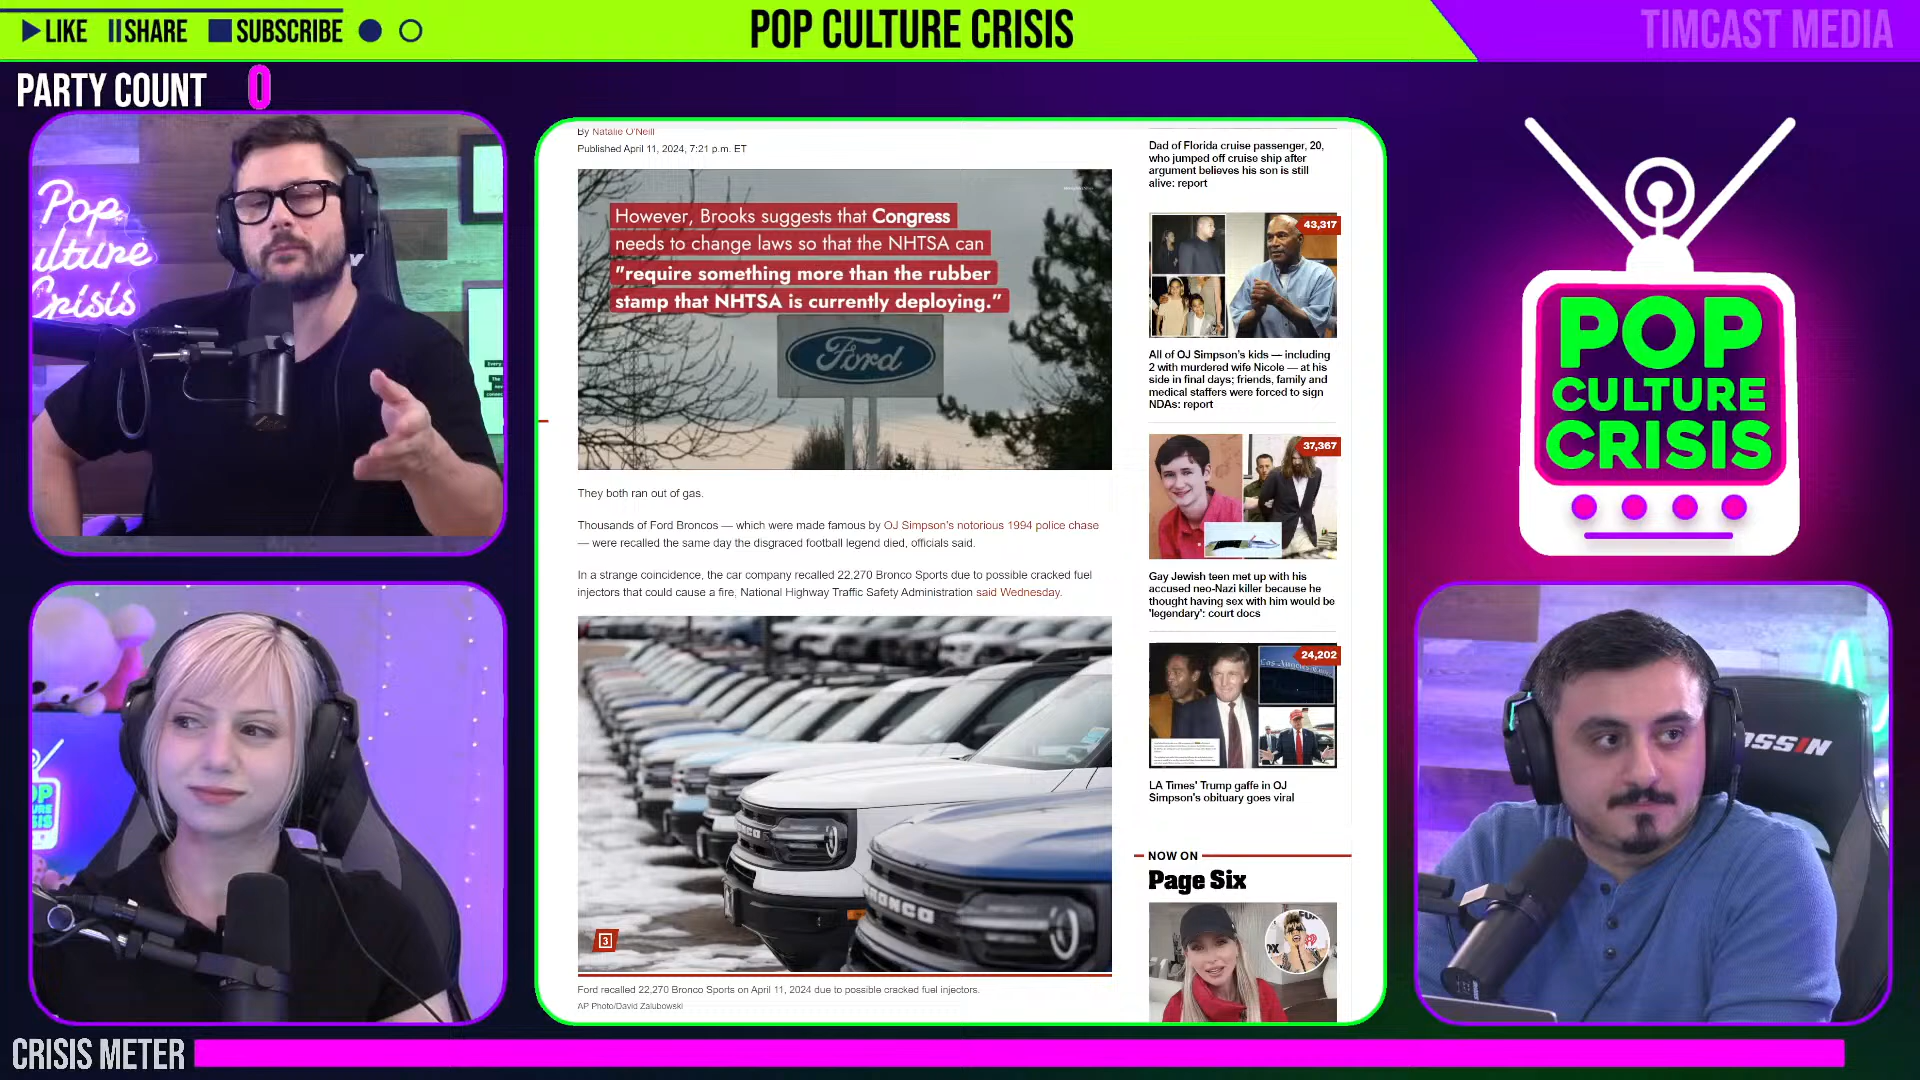 LIKE SHARE SUBSCRIBE
POP CULTURE CRISIS
TIMCAST MEDIA
PARTY COUNT 0
Pop
ulture
Crisis
By Natalie O'Neill
Published April 11, 2024, 7:21 p.m. ET
However, Brooks suggests that Congress
needs to change laws so that the NHTSA can
"require something more than the rubber
stamp that NHTSA is currently deploying."
Ford
They both ran out of gas.
Thousands of Ford Broncos — which were made famous by OJ Simpson's notorious 1994 police chase
— were recalled the same day the disgraced football legend died, officials said.
In a strange coincidence, the car company recalled 22,270 Bronco Sports due to possible cracked fuel
injectors that could cause a fire, National Highway Traffic Safety Administration said Wednesday.
BRONCO
3
Ford recalled 22,270 Bronco Sports on April 11, 2024 due to possible cracked fuel injectors.
AP Photo/David Zalubowski
Dad of Florida cruise passenger, 20,
who jumped off cruise ship after
argument believes his son is still
alive: report
43,317
All of OJ Simpson's kids — including
2 with murdered wife Nicole — at his
side in final days; friends, family and
medical staffers were forced to sign
NDAs: report
37,367
Gay Jewish teen met up with his
accused neo-Nazi killer because he
thought having sex with him would be
'legendary': court docs
24,202
LA Times' Trump gaffe in OJ
Simpson's obituary goes viral
NOW ON
Page Six
POP
CULTURE
CRISIS
OSSIN
CRISIS METER